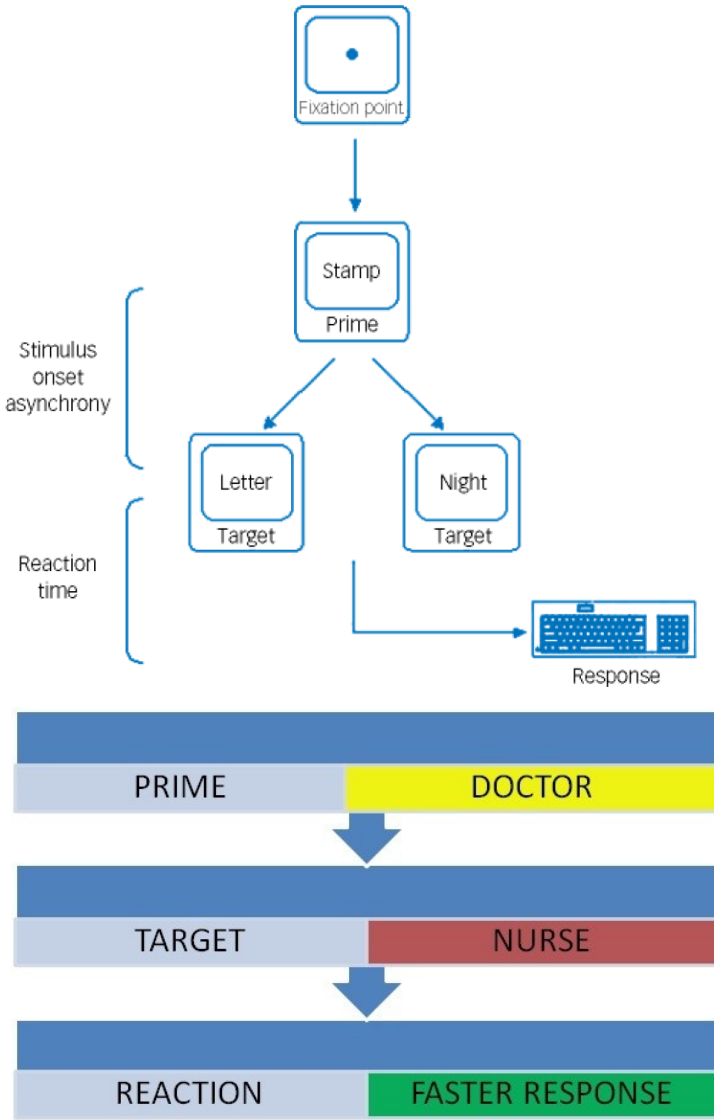 Fixation point
Stamp
Prime
Stimulus
onset
asynchrony
Letter
Target
Night
Target
Reaction
time
Response
PRIME DOCTOR
TARGET NURSE
REACTION FASTER RESPONSE